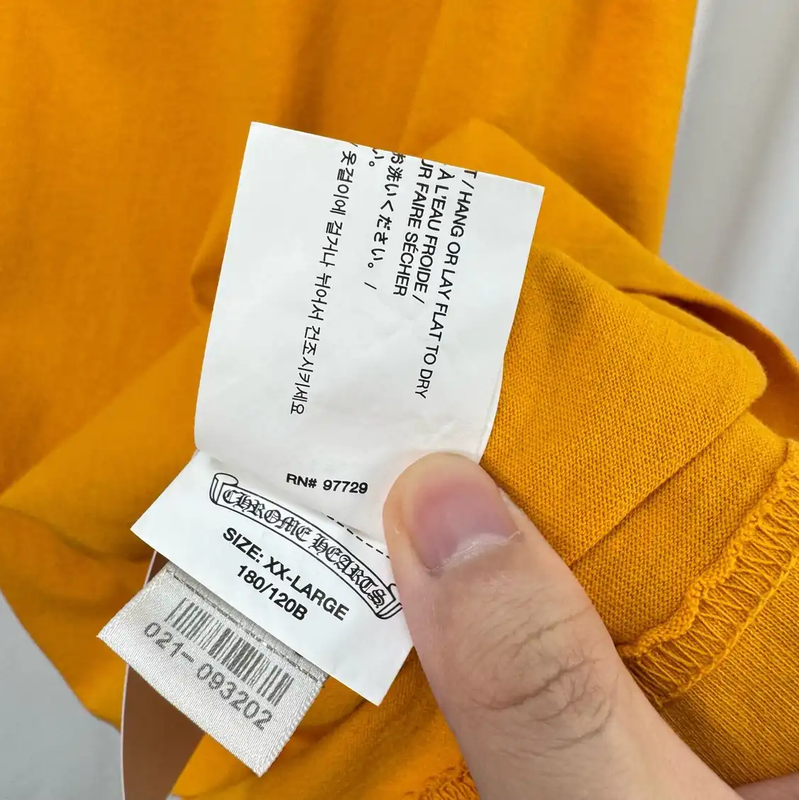 T / HANG OR LAY FLAT TO DRY
À L'EAU FROIDE /
UR FAIRE SÉCHER
お洗いください。 /
い。
옷걸이에 걸거나 뉘어서 건조시키세요
RN# 97729
CHROME HEARTS
SIZE: XX-LARGE
180/120B
021-093202